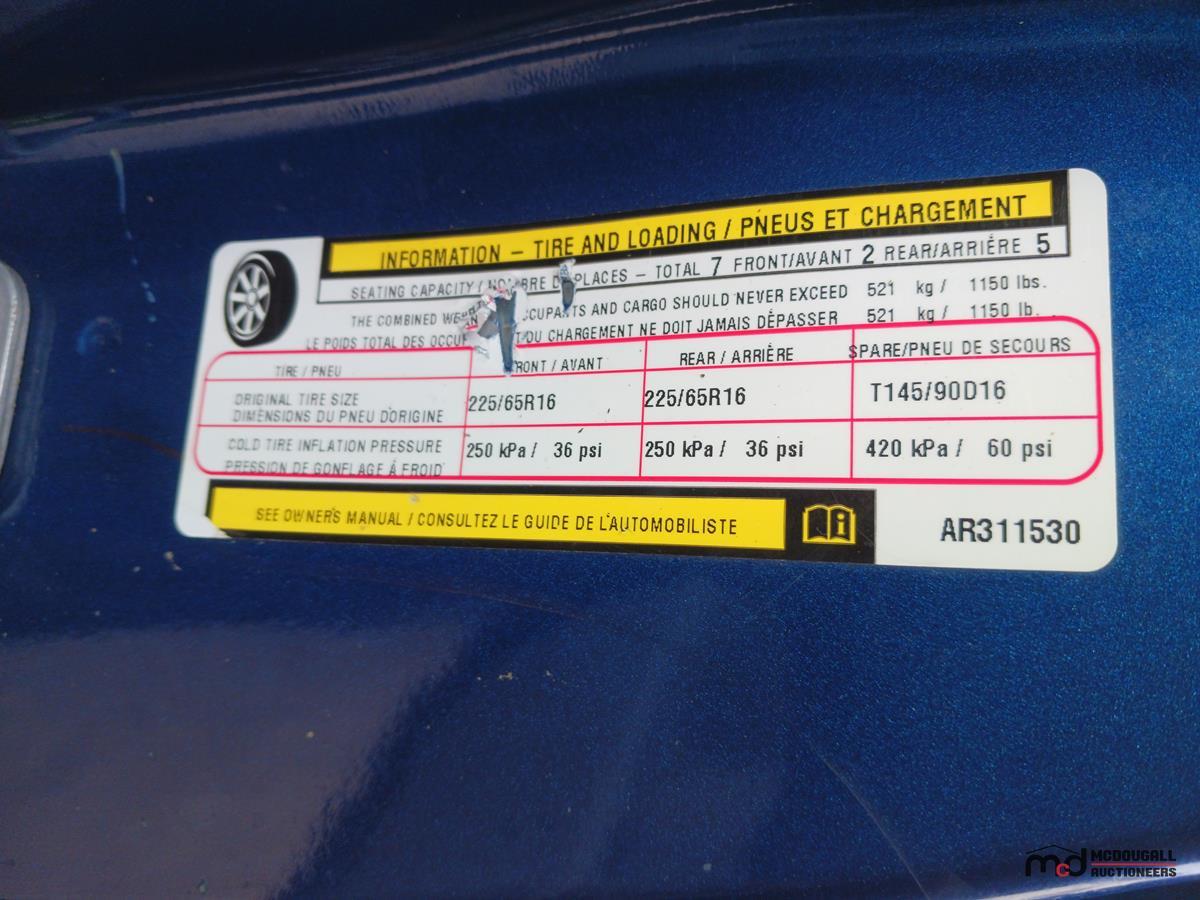 INFORMATION – TIRE AND LOADING / PNEUS ET CHARGEMENT
SEATING CAPACITY / PLACES – TOTAL 7 FRONT/AVANT 2 REAR/ARRIÈRE 5
THE COMBINED AND CARGO SHOULD NEVER EXCEED 521 kg / 1150 lbs.
LE POIDS TOTAL DES DU CHARGEMENT NE DOIT JAMAIS DÉPASSER 521 kg / 1150 lb.
TIRE / PNEU / AVANT REAR / ARRIÈRE SPARE/PNEU DE SECOURS
ORIGINAL TIRE SIZE
DIMENSIONS DU PNEU D'ORIGINE
225/65R16 225/65R16 T145/90D16
COLD TIRE INFLATION PRESSURE
PRESSION DE GONFLAGE À FROID
250 kPa / 36 psi 250 kPa / 36 psi 420 kPa / 60 psi
SEE OWNER'S MANUAL / CONSULTEZ LE GUIDE DE L'AUTOMOBILISTE
AR311530
mcd MCDOUGALL
AUCTIONEERS